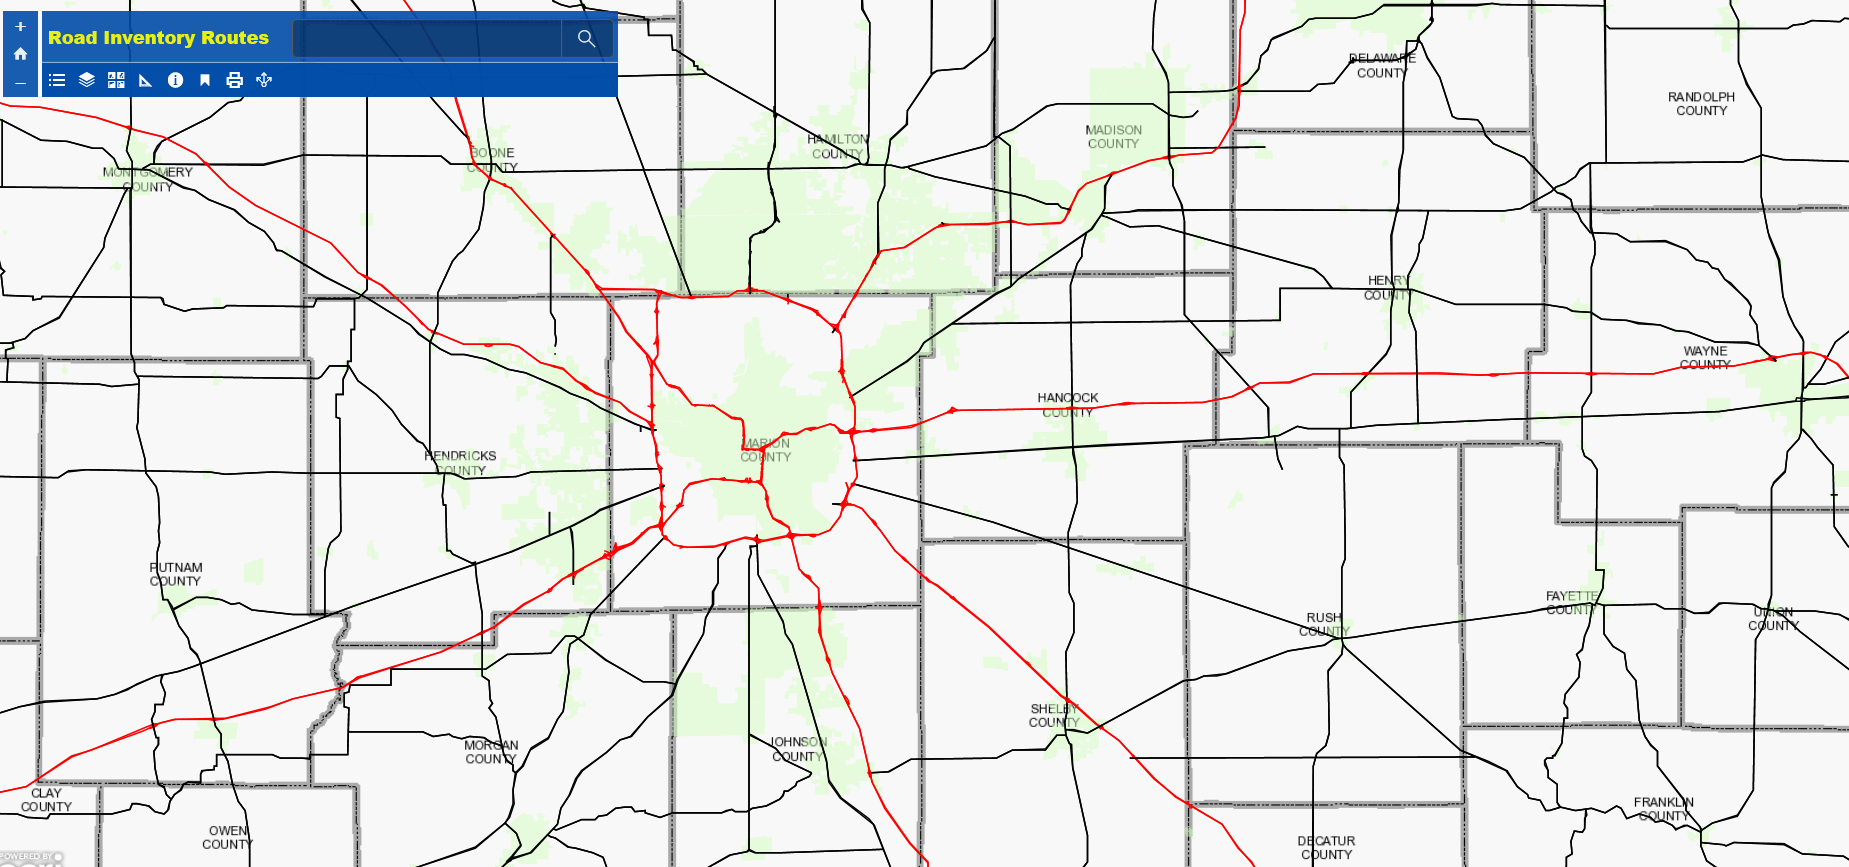 Road Inventory Routes
DELAWARE
COUNTY
RANDOLPH
COUNTY
MADISON
COUNTY
HAMILTON
COUNTY
BOONE
COUNTY
MONTGOMERY
COUNTY
HENRY
COUNTY
WAYNE
COUNTY
HANCOCK
COUNTY
MARION
COUNTY
HENDRICKS
COUNTY
PUTNAM
COUNTY
FAYETTE
COUNTY
UNION
COUNTY
RUSH
COUNTY
SHELBY
COUNTY
JOHNSON
COUNTY
MORGAN
COUNTY
CLAY
COUNTY
FRANKLIN
COUNTY
OWEN
COUNTY
DECATUR
COUNTY
POWERED BY